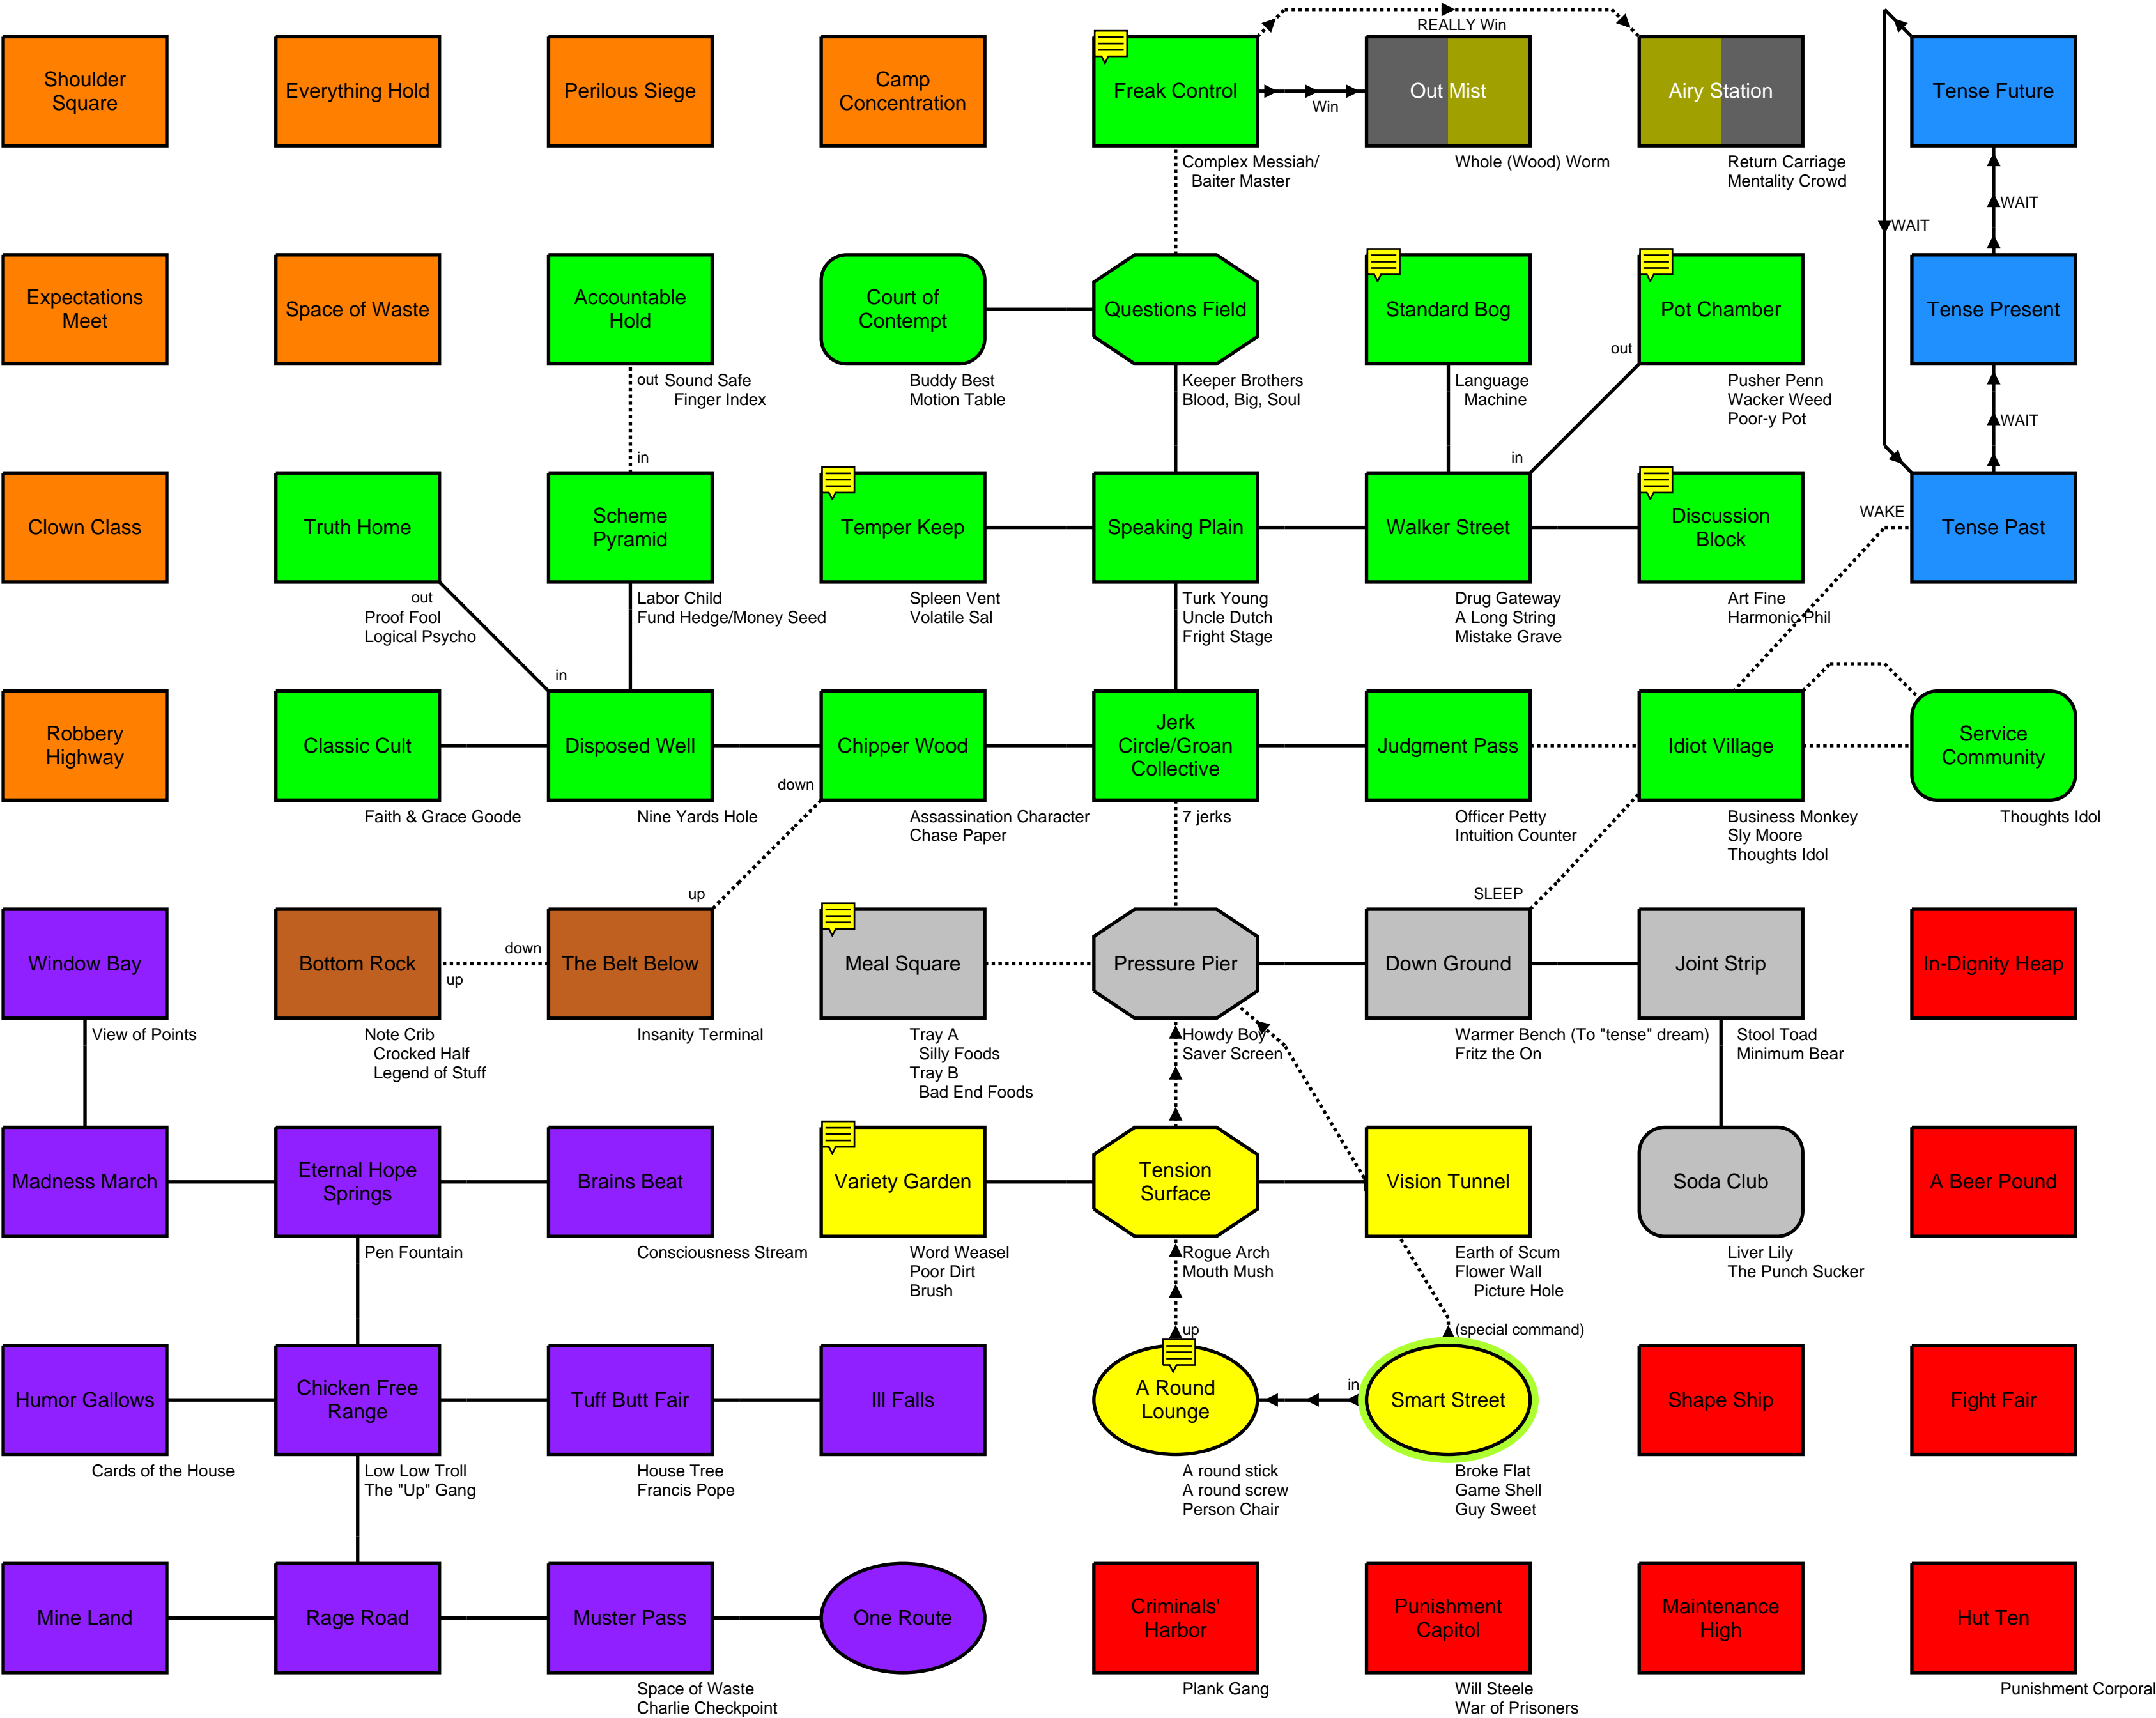 REALLY Win
Shoulder
Square
Everything Hold
Perilous Siege
Camp
Concentration
Freak Control
Win
Out Mist
Airy Station
Tense Future
Complex Messiah/
Baiter Master
Whole (Wood) Worm
Return Carriage
Mentality Crowd
WAIT
WAIT
Expectations
Meet
Space of Waste
Accountable
Hold
Court of
Contempt
Questions Field
Standard Bog
Pot Chamber
out
Tense Present
out
Sound Safe
Finger Index
Buddy Best
Motion Table
Keeper Brothers
Blood, Big, Soul
Language
Machine
Pusher Penn
Wacker Weed
Poor-y Pot
WAIT
in
in
Clown Class
Truth Home
Scheme
Pyramid
Temper Keep
Speaking Plain
Walker Street
Discussion
Block
WAKE
Tense Past
out
Proof Fool
Logical Psycho
Labor Child
Fund Hedge/Money Seed
Spleen Vent
Volatile Sal
Turk Young
Uncle Dutch
Fright Stage
Drug Gateway
A Long String
Mistake Grave
Art Fine
Harmonic Phil
in
Robbery
Highway
Classic Cult
Disposed Well
Chipper Wood
Jerk
Circle/Groan
Collective
Judgment Pass
Idiot Village
Service
Community
down
Faith & Grace Goode
Nine Yards Hole
Assassination Character
Chase Paper
7 jerks
Officer Petty
Intuition Counter
Business Monkey
Sly Moore
Thoughts Idol
Thoughts Idol
up
SLEEP
Window Bay
Bottom Rock
down
up
The Belt Below
Meal Square
Pressure Pier
Down Ground
Joint Strip
In-Dignity Heap
View of Points
Note Crib
Crocked Half
Legend of Stuff
Insanity Terminal
Tray A
Silly Foods
Tray B
Bad End Foods
Howdy Boy
Saver Screen
Warmer Bench (To "tense" dream)
Fritz the On
Stool Toad
Minimum Bear
Madness March
Eternal Hope
Springs
Brains Beat
Variety Garden
Tension
Surface
Vision Tunnel
Soda Club
A Beer Pound
Pen Fountain
Consciousness Stream
Word Weasel
Poor Dirt
Brush
Rogue Arch
Mouth Mush
Earth of Scum
Flower Wall
Picture Hole
Liver Lily
The Punch Sucker
up
(special command)
Humor Gallows
Chicken Free
Range
Tuff Butt Fair
Ill Falls
A Round
Lounge
in
Smart Street
Shape Ship
Fight Fair
Cards of the House
Low Low Troll
The "Up" Gang
House Tree
Francis Pope
A round stick
A round screw
Person Chair
Broke Flat
Game Shell
Guy Sweet
Mine Land
Rage Road
Muster Pass
One Route
Criminals'
Harbor
Punishment
Capitol
Maintenance
High
Hut Ten
Space of Waste
Charlie Checkpoint
Plank Gang
Will Steele
War of Prisoners
Punishment Corporal